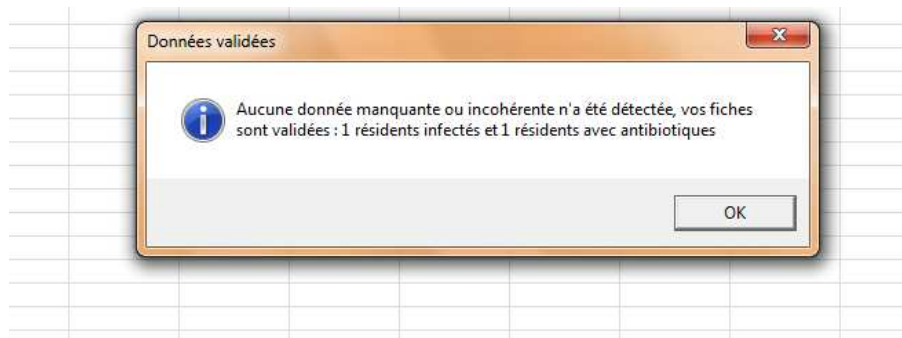 Données validées
Aucune donnée manquante ou incohérente n'a été détectée, vos fiches
sont validées : 1 résidents infectés et 1 résidents avec antibiotiques
OK